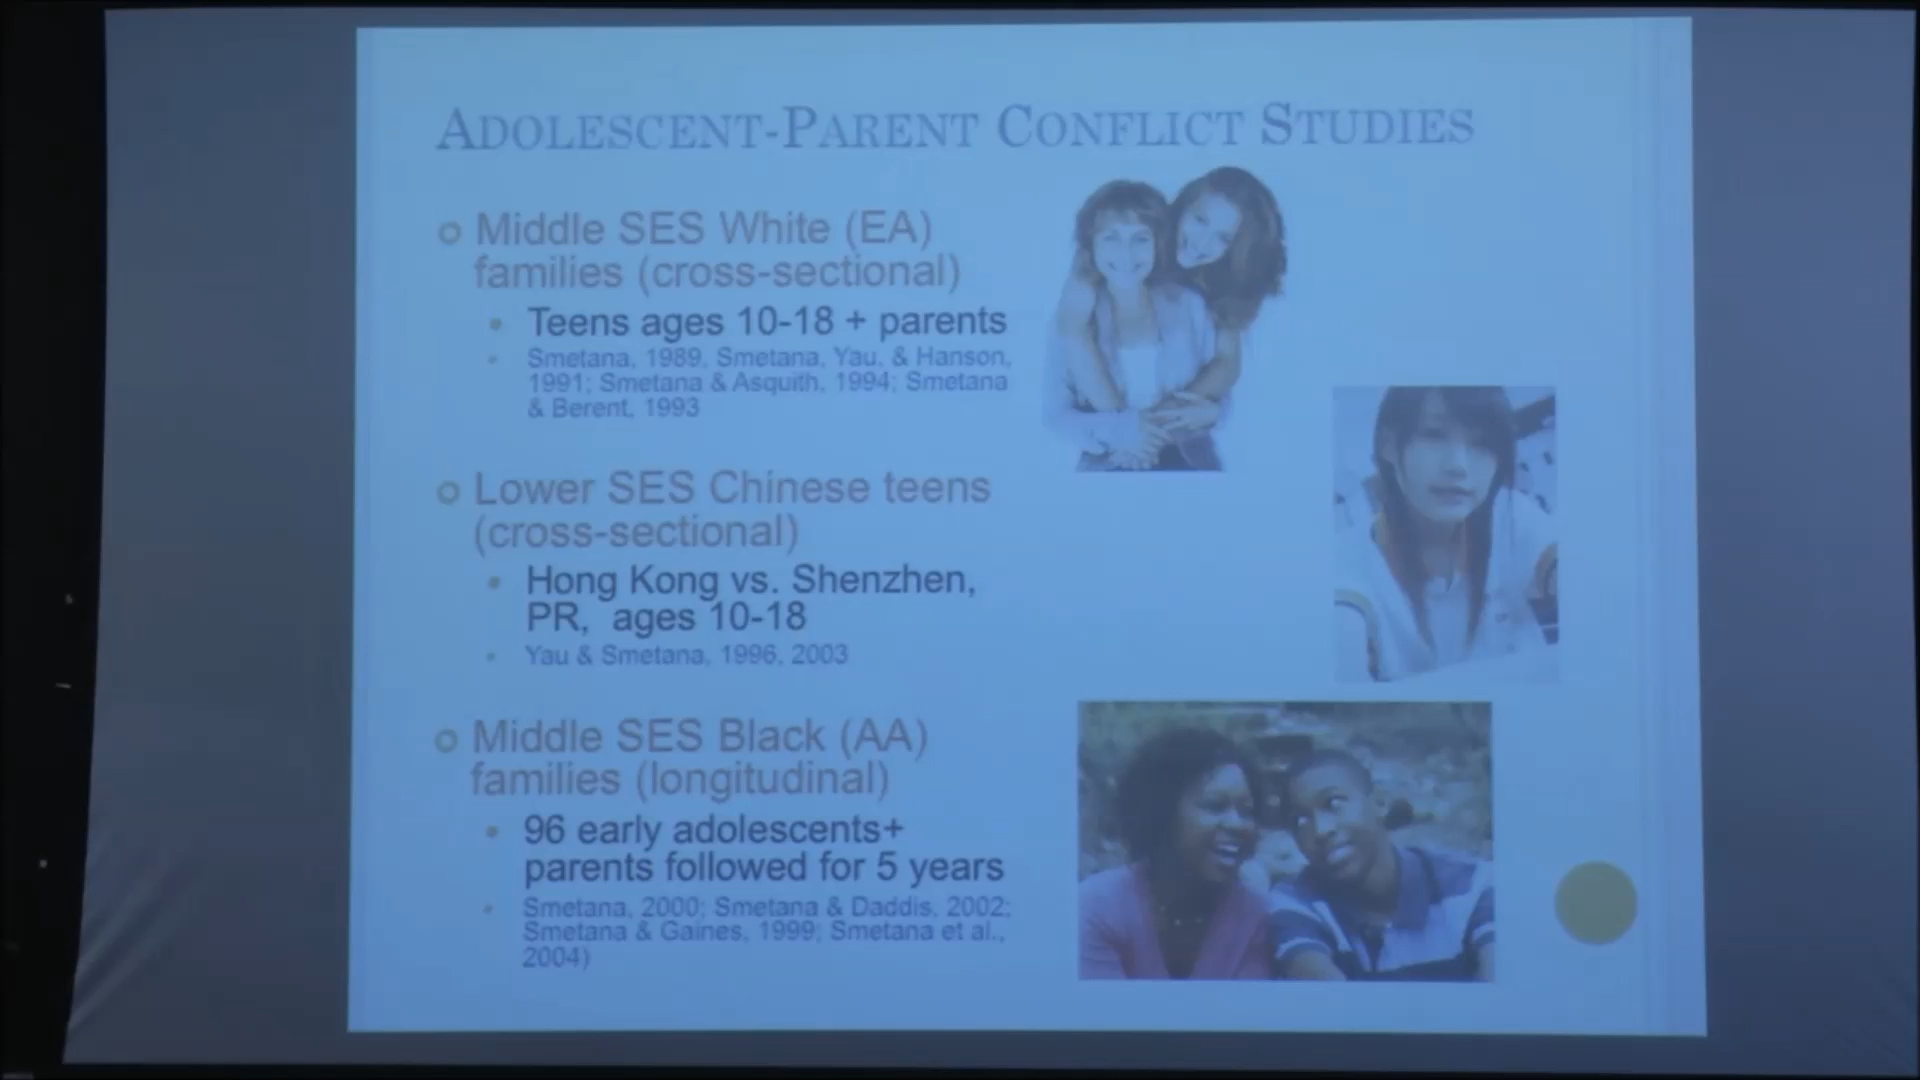 ADOLESCENT-PARENT CONFLICT STUDIES
Middle SES White (EA)
families (cross-sectional)
Teens ages 10-18 + parents
Smetana, 1989, Smetana, Yau, & Hanson,
1991; Smetana & Asquith, 1994; Smetana
& Berent, 1993
Lower SES Chinese teens
(cross-sectional)
Hong Kong vs. Shenzhen,
PR, ages 10-18
Yau & Smetana, 1996, 2003
Middle SES Black (AA)
families (longitudinal)
96 early adolescents+
parents followed for 5 years
Smetana, 2000; Smetana & Daddis, 2002;
Smetana & Gaines, 1999; Smetana et al.,
2004)